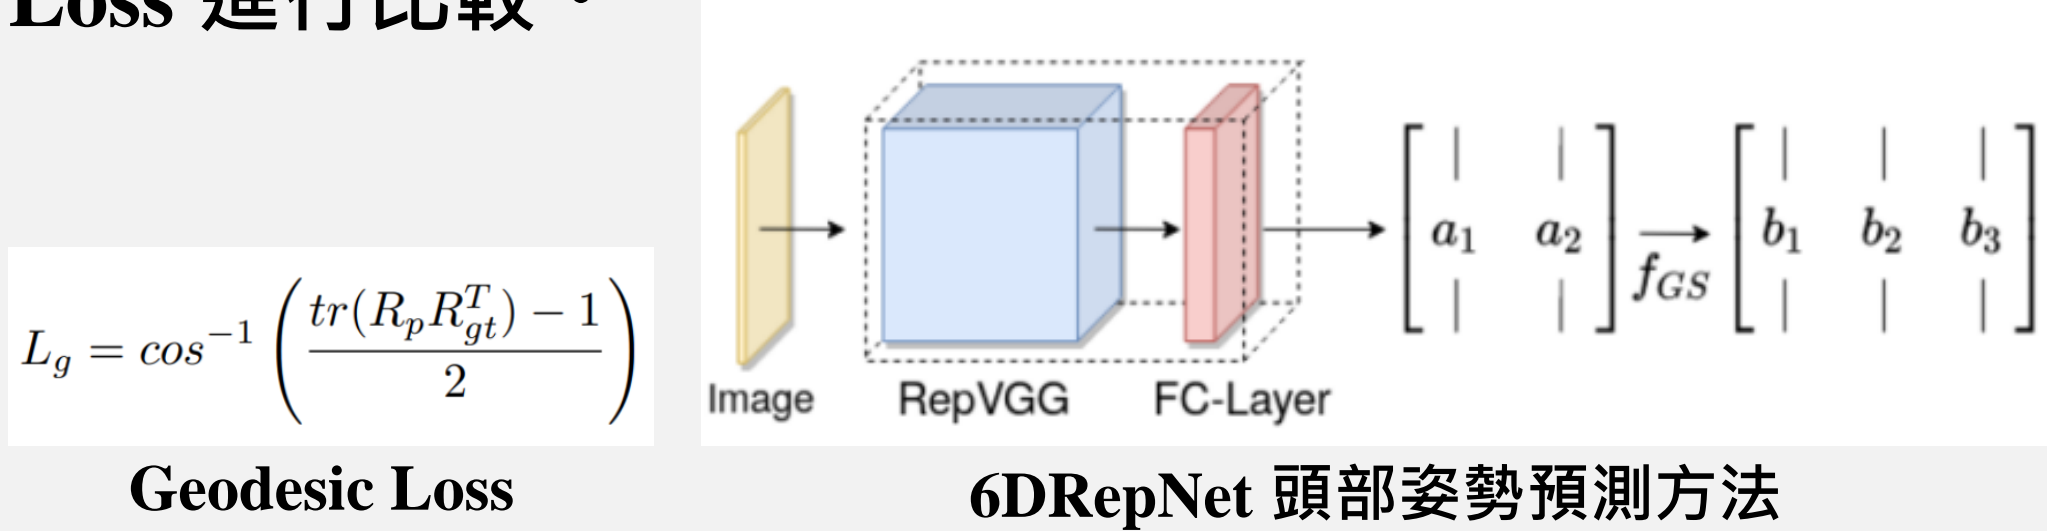 Loss 進行比較。
L_g = cos^{-1} ( \frac{tr(R_p R_{gt}^T) - 1}{2} )
Geodesic Loss
Image RepVGG FC-Layer
a_1 a_2 f_{GS} b_1 b_2 b_3
6DRepNet 頭部姿勢預測方法